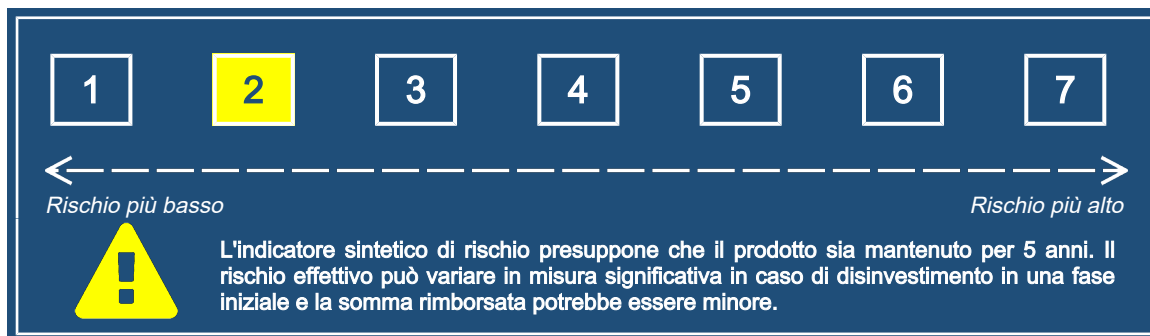 1 2 3 4 5 6 7
Rischio più basso Rischio più alto
L'indicatore sintetico di rischio presuppone che il prodotto sia mantenuto per 5 anni. Il
rischio effettivo può variare in misura significativa in caso di disinvestimento in una fase
iniziale e la somma rimborsata potrebbe essere minore.